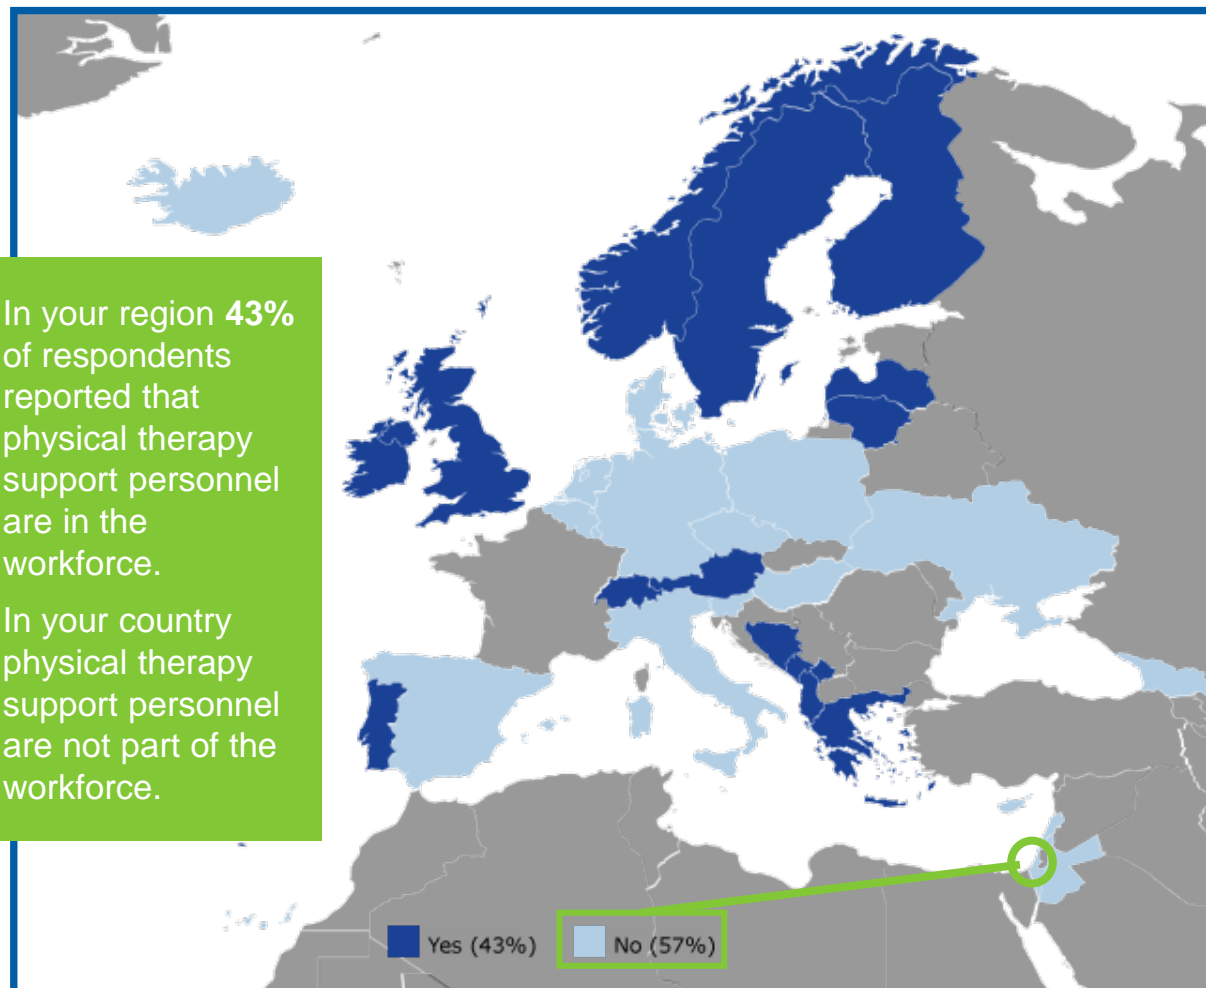 In your region 43%
of respondents
reported that
physical therapy
support personnel
are in the
workforce.
In your country
physical therapy
support personnel
are not part of the
workforce.
Yes (43%)
No (57%)